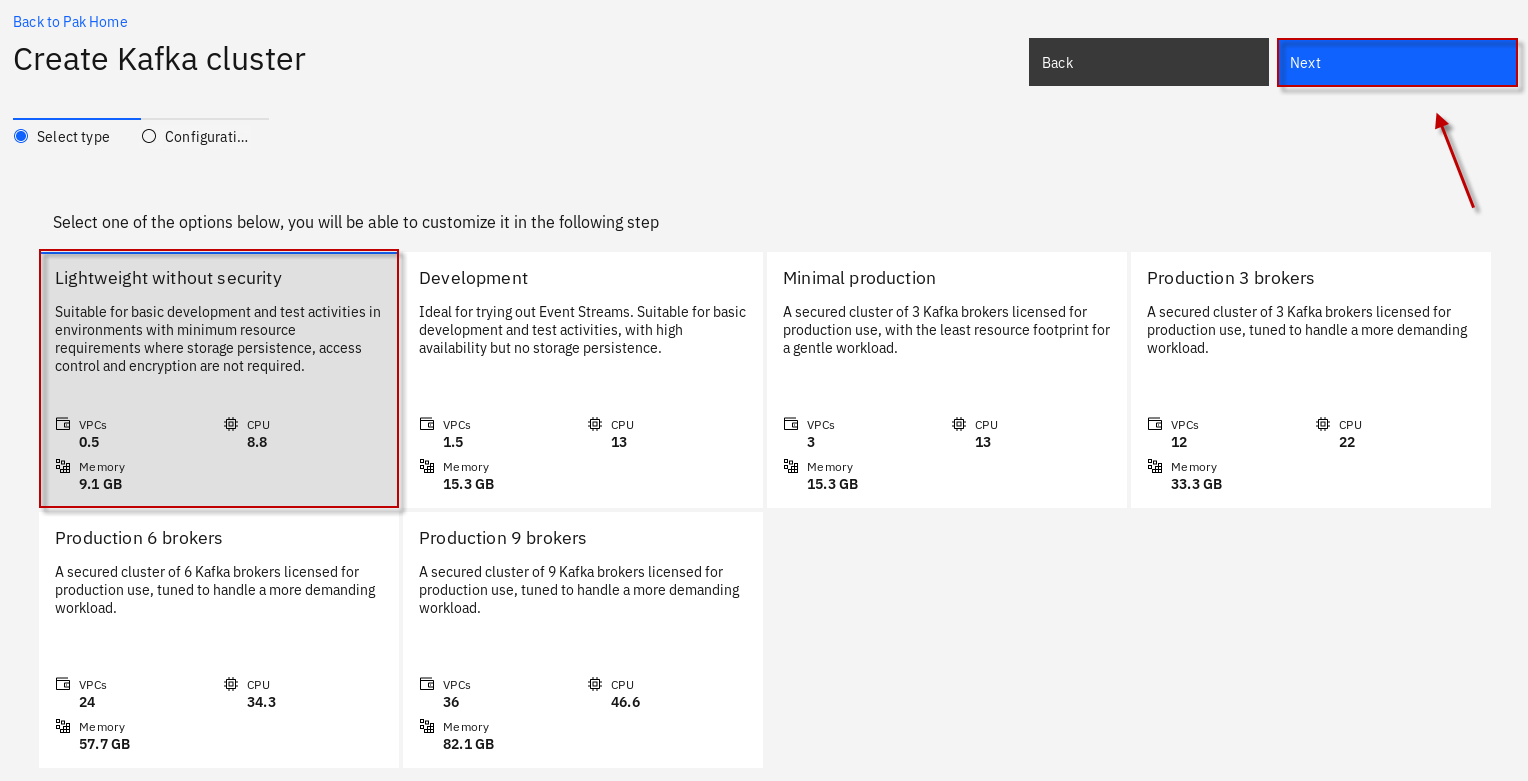 Back to Pak Home
Create Kafka cluster
Back
Next
Select type
Configurati...
Select one of the options below, you will be able to customize it in the following step
Lightweight without security
Suitable for basic development and test activities in
environments with minimum resource
requirements where storage persistence, access
control and encryption are not required.
VPCs
0.5
CPU
8.8
Memory
9.1 GB
Development
Ideal for trying out Event Streams. Suitable for basic
development and test activities, with high
availability but no storage persistence.
VPCs
1.5
CPU
13
Memory
15.3 GB
Minimal production
A secured cluster of 3 Kafka brokers licensed for
production use, with the least resource footprint for
a gentle workload.
VPCs
3
CPU
13
Memory
15.3 GB
Production 3 brokers
A secured cluster of 3 Kafka brokers licensed for
production use, tuned to handle a more demanding
workload.
VPCs
12
CPU
22
Memory
33.3 GB
Production 6 brokers
A secured cluster of 6 Kafka brokers licensed for
production use, tuned to handle a more demanding
workload.
VPCs
24
CPU
34.3
Memory
57.7 GB
Production 9 brokers
A secured cluster of 9 Kafka brokers licensed for
production use, tuned to handle a more demanding
workload.
VPCs
36
CPU
46.6
Memory
82.1 GB